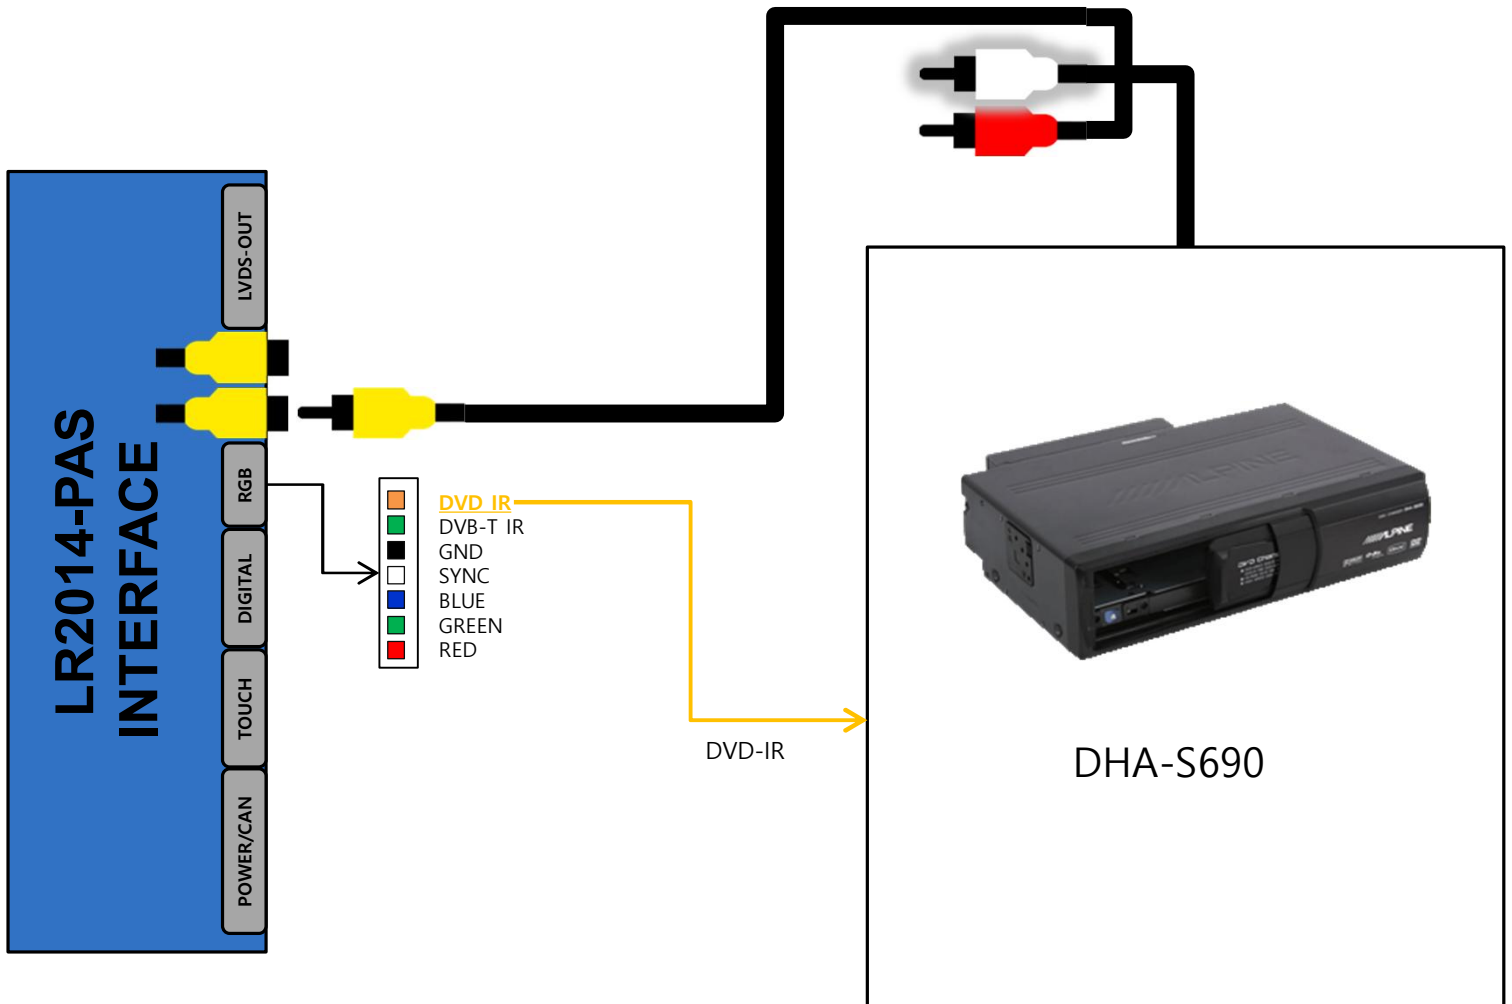 LVDS-OUT
LR2014-PAS
INTERFACE
RGB
DIGITAL
TOUCH
POWER/CAN
DVD IR
DVB-T IR
GND
SYNC
BLUE
GREEN
RED
DVD-IR
ALPINE
ALPINE
DHA-S690